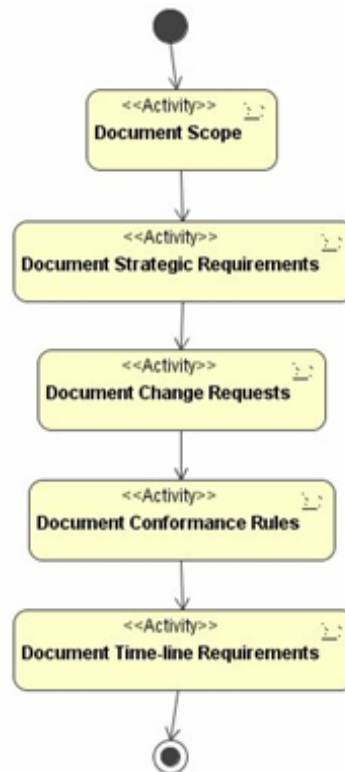 <<Activity>>
Document Scope
<<Activity>>
Document Strategic Requirements
<<Activity>>
Document Change Requests
<<Activity>>
Document Conformance Rules
<<Activity>>
Document Time-line Requirements